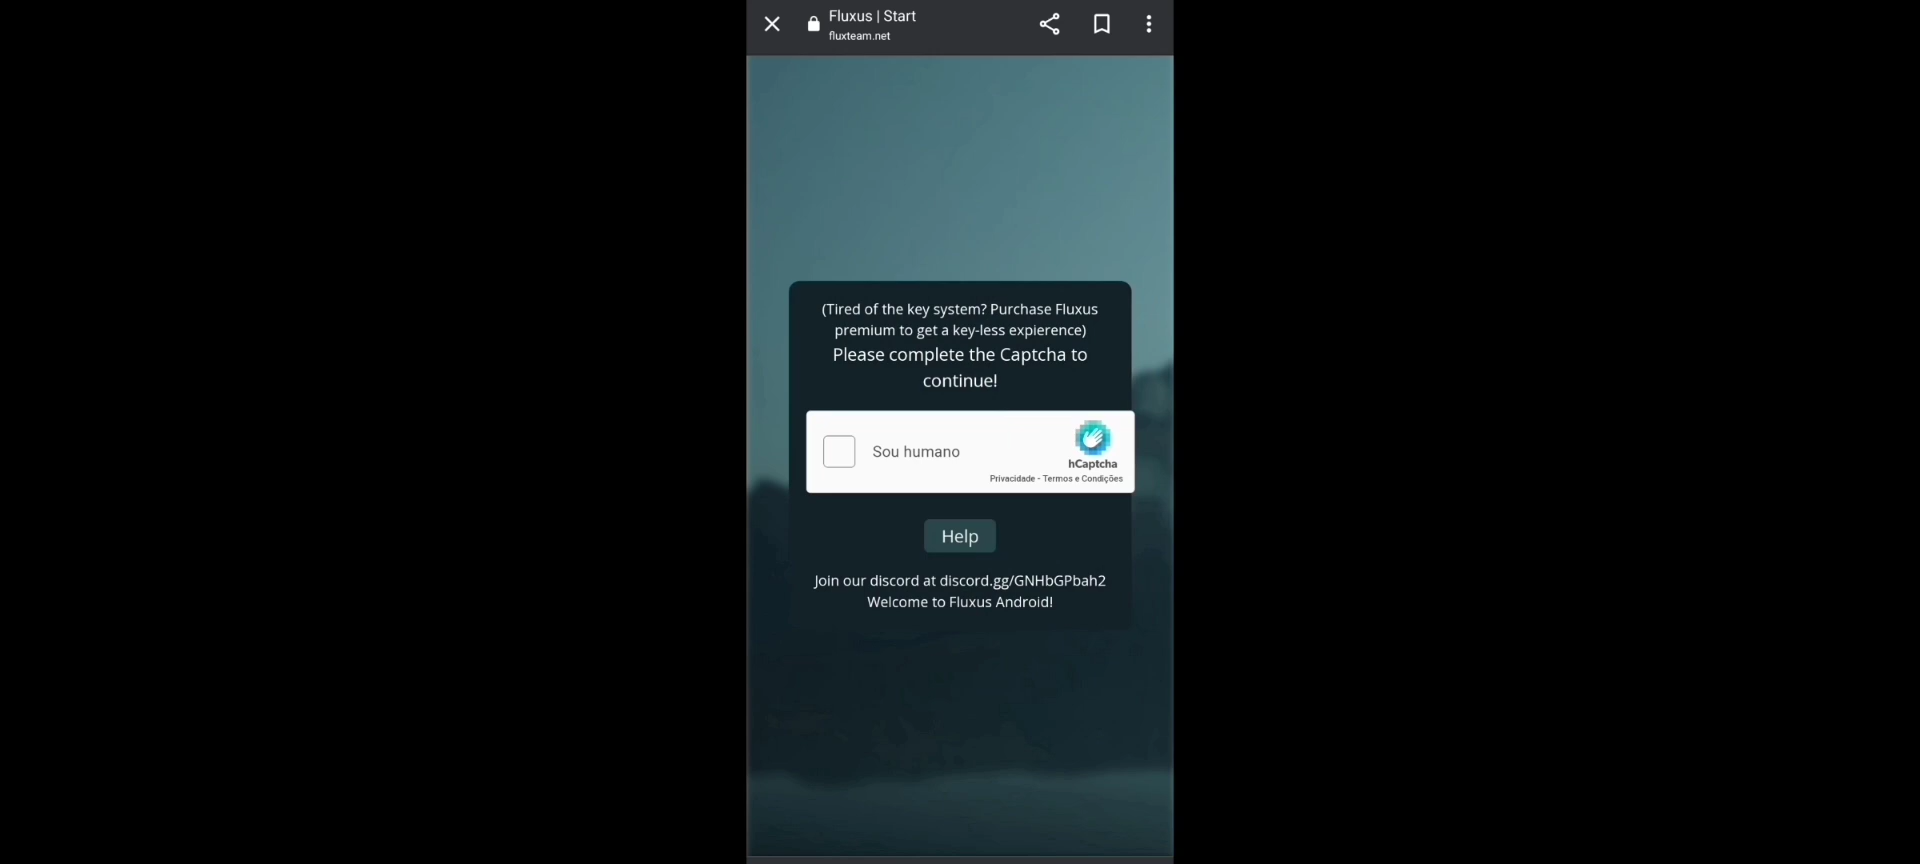 Fluxus | Start
fluxteam.net
(Tired of the key system? Purchase Fluxus
premium to get a key-less expierence)
Please complete the Captcha to
continue!
Sou humano
hCaptcha
Privacidade - Termos e Condições
Help
Join our discord at discord.gg/GNHbGPbah2
Welcome to Fluxus Android!